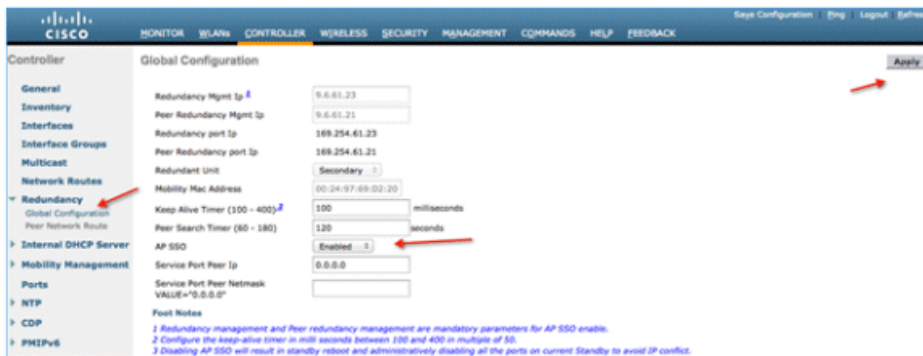 Save Configuration | Ping | Logout | Refres
CISCO
MONITOR WLANs CONTROLLER WIRELESS SECURITY MANAGEMENT COMMANDS HELP FEEDBACK
Controller
General
Inventory
Interfaces
Interface Groups
Multicast
Network Routes
Redundancy
Global Configuration
Peer Network Route
Internal DHCP Server
Mobility Management
Ports
NTP
CDP
PMIPv6
Global Configuration
Apply
Redundancy Mgmt Ip 1 9.6.61.23
Peer Redundancy Mgmt Ip 9.6.61.21
Redundancy port Ip 169.254.61.23
Peer Redundancy port Ip 169.254.61.21
Redundant Unit Secondary
Mobility Mac Address 00:24:97:69:02:20
Keep Alive Timer (100 - 400) 2 100 milliseconds
Peer Search Timer (60 - 180) 120 seconds
AP SSO Enabled
Service Port Peer Ip 0.0.0.0
Service Port Peer Netmask
VALUE="0.0.0.0"
Foot Notes
1 Redundancy management and Peer redundancy management are mandatory parameters for AP SSO enable.
2 Configure the keep-alive timer in milli seconds between 100 and 400 in multiple of 50.
3 Disabling AP SSO will result in standby reboot and administratively disabling all the ports on current Standby to avoid IP conflict.